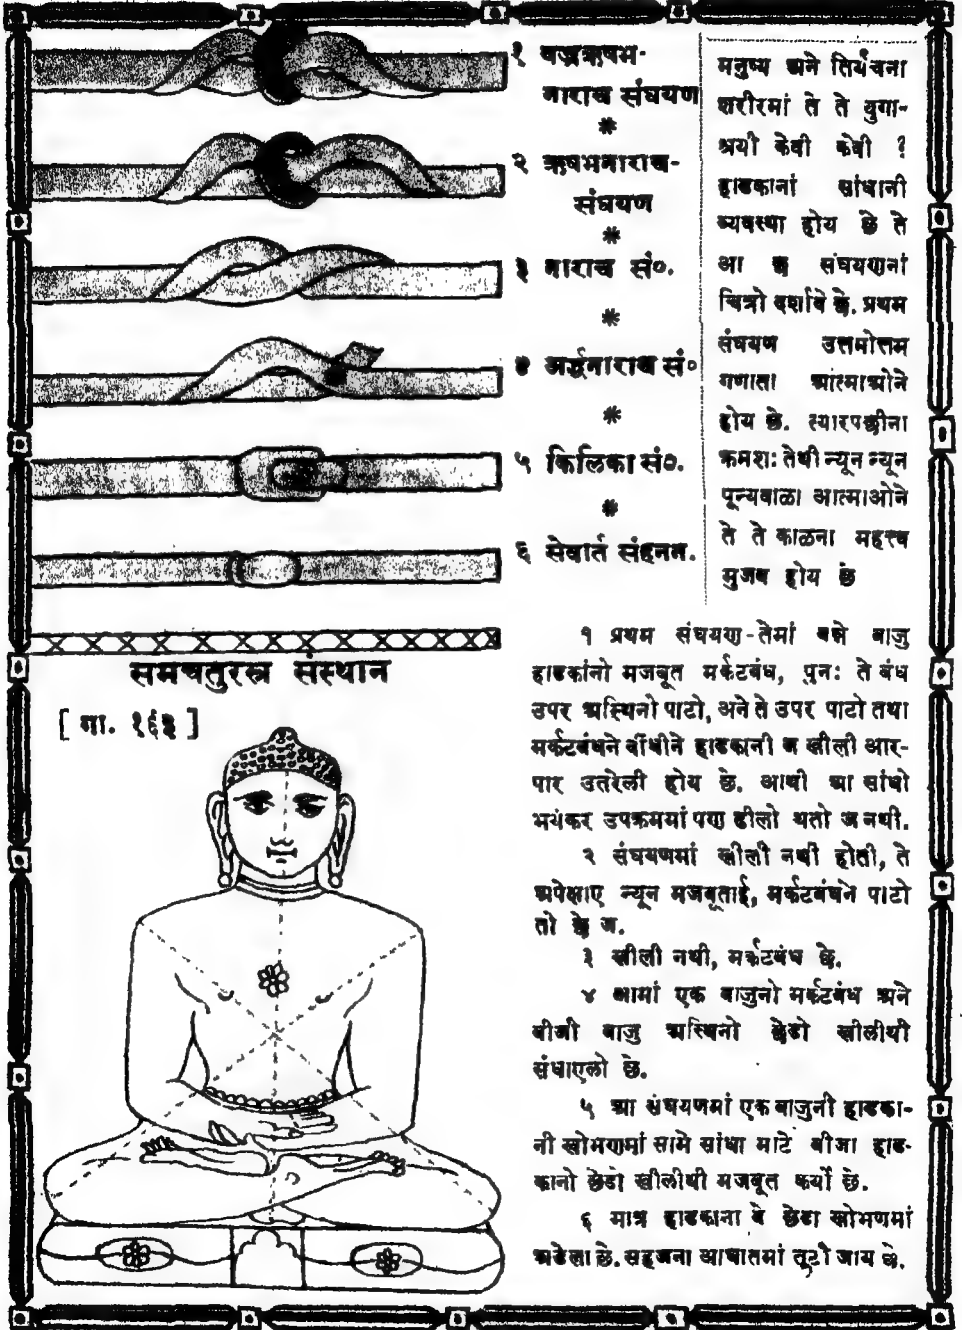 १ वज्रऋषभ-
नाराच संघयण
*
२ ऋषभनाराच-
संघयण
*
३ नाराच सं०.
*
४ अर्द्धनाराच सं०
*
५ किलिका सं०.
*
६ सेवार्त संहनन.
मनुष्य अने तिर्यंचना
शरीरमां ते ते युगा-
श्रयी केवी केवी ?
हाडकानां सांधानी
व्यवस्था होय छे ते
आ छ संघयणनां
चित्रो दर्शावे छे. प्रथम
संघयण उत्तमोत्तम
गणाता आत्माओने
होय छे. त्यारपछीना
क्रमशः तेथी न्यून न्यून
पून्यवाळा आत्माओने
ते ते काळना महत्त्व
मुजब होय छे
समचतुरस्र संस्थान
[ गा. १६३ ]
१ प्रथम संघयण-तेमां बन्ने बाजु
हाडकांनो मजबूत मर्कटबंध, पुनः ते बंध
उपर अस्थिनो पाटो, अने ते उपर पाटो तथा
मर्कटबंधने वींधीने हाडकानी ज खीली आर-
पार उतरेली होय छे. आथी आ सांधो
भयंकर उपक्रममां पण ढीलो थतो ज नथी.
२ संघयणमां खीली नथी होती, ते
अपेक्षाए न्यून मजबूताई, मर्कटबंधने पाटो
तो छे ज.
३ खीली नथी, मर्कटबंध छे.
४ आमां एक बाजुनो मर्कटबंध अने
बीजी बाजु अस्थिनो छेडो खीलीथी
संधाएलो छे.
५ आ संघयणमां एक बाजुनी हाडका-
नी खोभणमां सामे सांधा माटे बीजा हाड-
कानो छेडो खीलीथी मजबूत कर्यो छे.
६ मात्र हाडकाना बे छेडा खोभणमां
अडेला छे. सहजना आघातमां तूटी जाय छे.